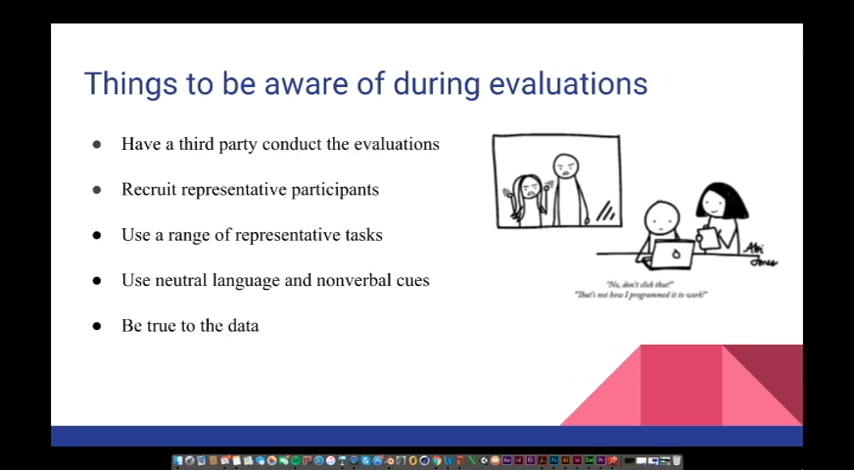 Things to be aware of during evaluations
● Have a third party conduct the evaluations
● Recruit representative participants
● Use a range of representative tasks
● Use neutral language and nonverbal cues
● Be true to the data
Abi
Jones
"No, don't click that!"
"That's not how I programmed it to work!"